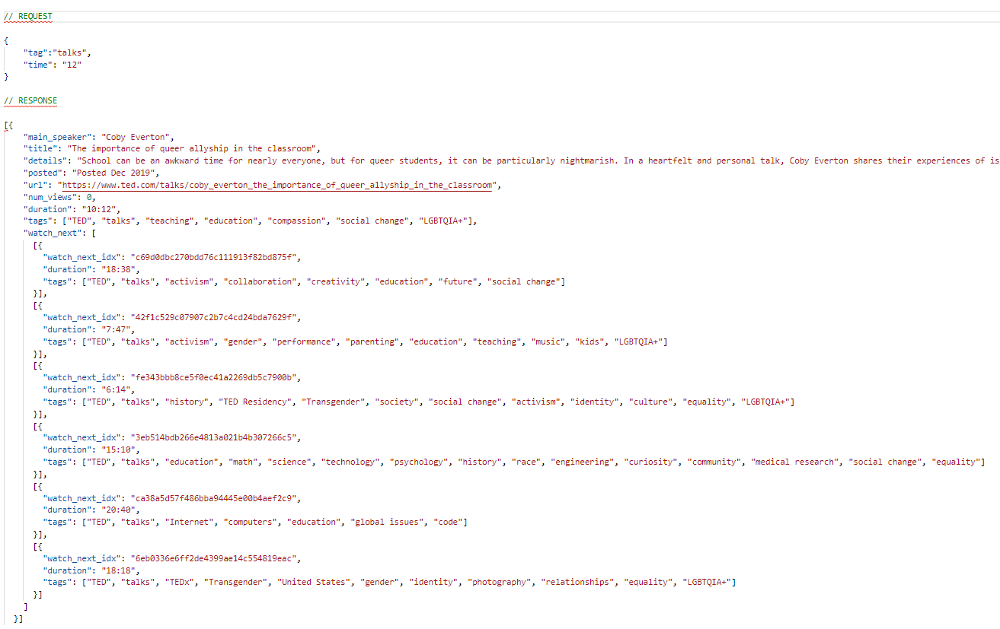 // REQUEST
{
"tag":"talks",
"time": "12"
}
// RESPONSE
[{
"main_speaker": "Coby Everton",
"title": "The importance of queer allyship in the classroom",
"details": "School can be an awkward time for nearly everyone, but for queer students, it can be particularly nightmarish. In a heartfelt and personal talk, Coby Everton shares their experiences of is
"posted": "Posted Dec 2019",
"url": "https://www.ted.com/talks/coby_everton_the_importance_of_queer_allyship_in_the_classroom",
"num_views": 0,
"duration": "10:12",
"tags": ["TED", "talks", "teaching", "education", "compassion", "social change", "LGBTQIA+"],
"watch_next": [
[{
"watch_next_idx": "c69d0dbc270bdd76c111913f82bd875f",
"duration": "18:38",
"tags": ["TED", "talks", "activism", "collaboration", "creativity", "education", "future", "social change"]
}],
[{
"watch_next_idx": "42f1c529c07907c2b7c4cd24bda7629f",
"duration": "7:47",
"tags": ["TED", "talks", "activism", "gender", "performance", "parenting", "education", "teaching", "music", "kids", "LGBTQIA+"]
}],
[{
"watch_next_idx": "fe343bbb8ce5f0ec41a2269db5c7900b",
"duration": "6:14",
"tags": ["TED", "talks", "history", "TED Residency", "Transgender", "society", "social change", "activism", "identity", "culture", "equality", "LGBTQIA+"]
}],
[{
"watch_next_idx": "3eb514bdb266e4813a021b4b307266c5",
"duration": "15:10",
"tags": ["TED", "talks", "education", "math", "science", "technology", "psychology", "history", "race", "engineering", "curiosity", "community", "medical research", "social change", "equality"]
}],
[{
"watch_next_idx": "ca38a5d57f486bba94445e00b4aef2c9",
"duration": "20:40",
"tags": ["TED", "talks", "Internet", "computers", "education", "global issues", "code"]
}],
[{
"watch_next_idx": "6eb0336e6ff2de4399ae14c554819eac",
"duration": "18:18",
"tags": ["TED", "talks", "TEDx", "Transgender", "United States", "gender", "identity", "photography", "relationships", "equality", "LGBTQIA+"]
}]
]
}]